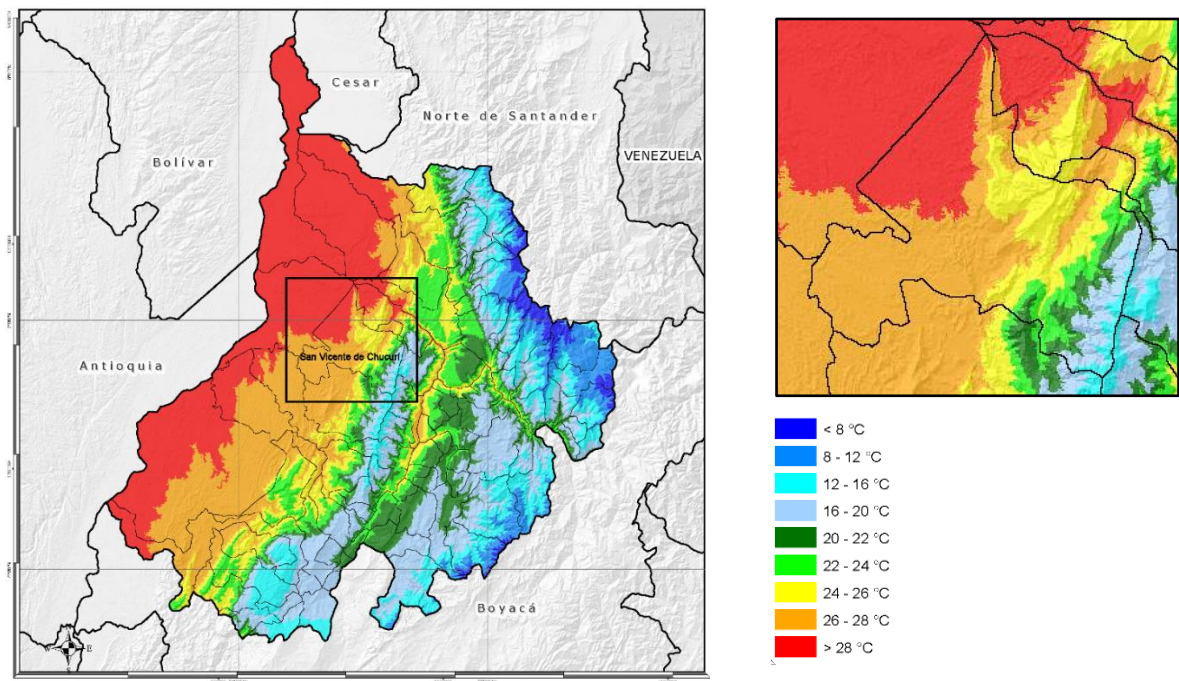 Cesar
Norte de Santander
Bolívar
VENEZUELA
San Vicente de Chucurí
Antioquia
Boyacá
W E
< 8 °C
8 - 12 °C
12 - 16 °C
16 - 20 °C
20 - 22 °C
22 - 24 °C
24 - 26 °C
26 - 28 °C
> 28 °C